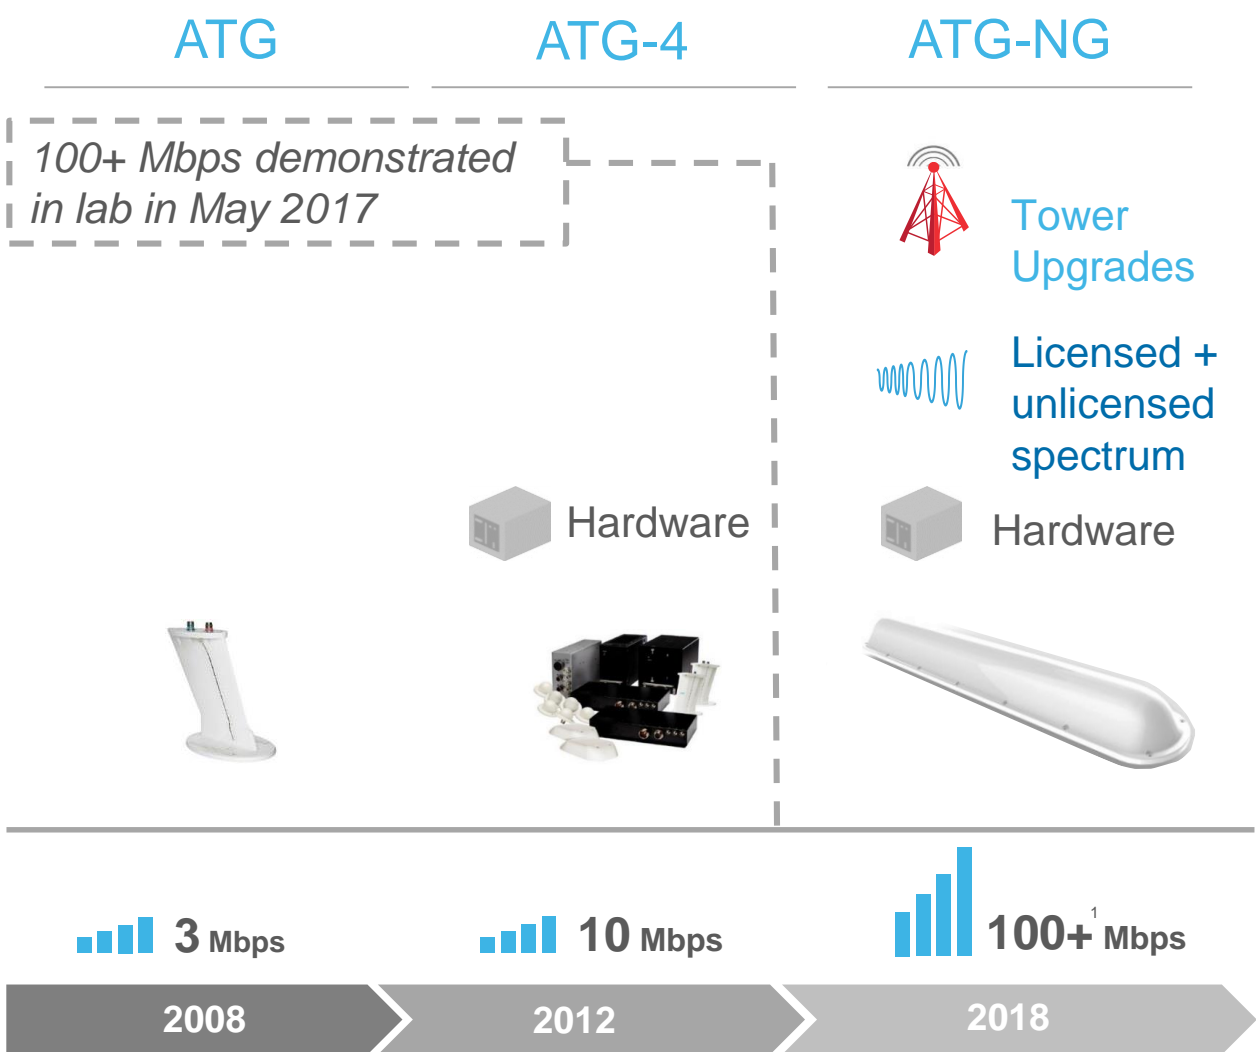 ATG
ATG-4
ATG-NG
100+ Mbps demonstrated
in lab in May 2017
Tower
Upgrades
Licensed +
unlicensed
spectrum
Hardware
Hardware
3 Mbps
10 Mbps
100+¹ Mbps
2008
2012
2018